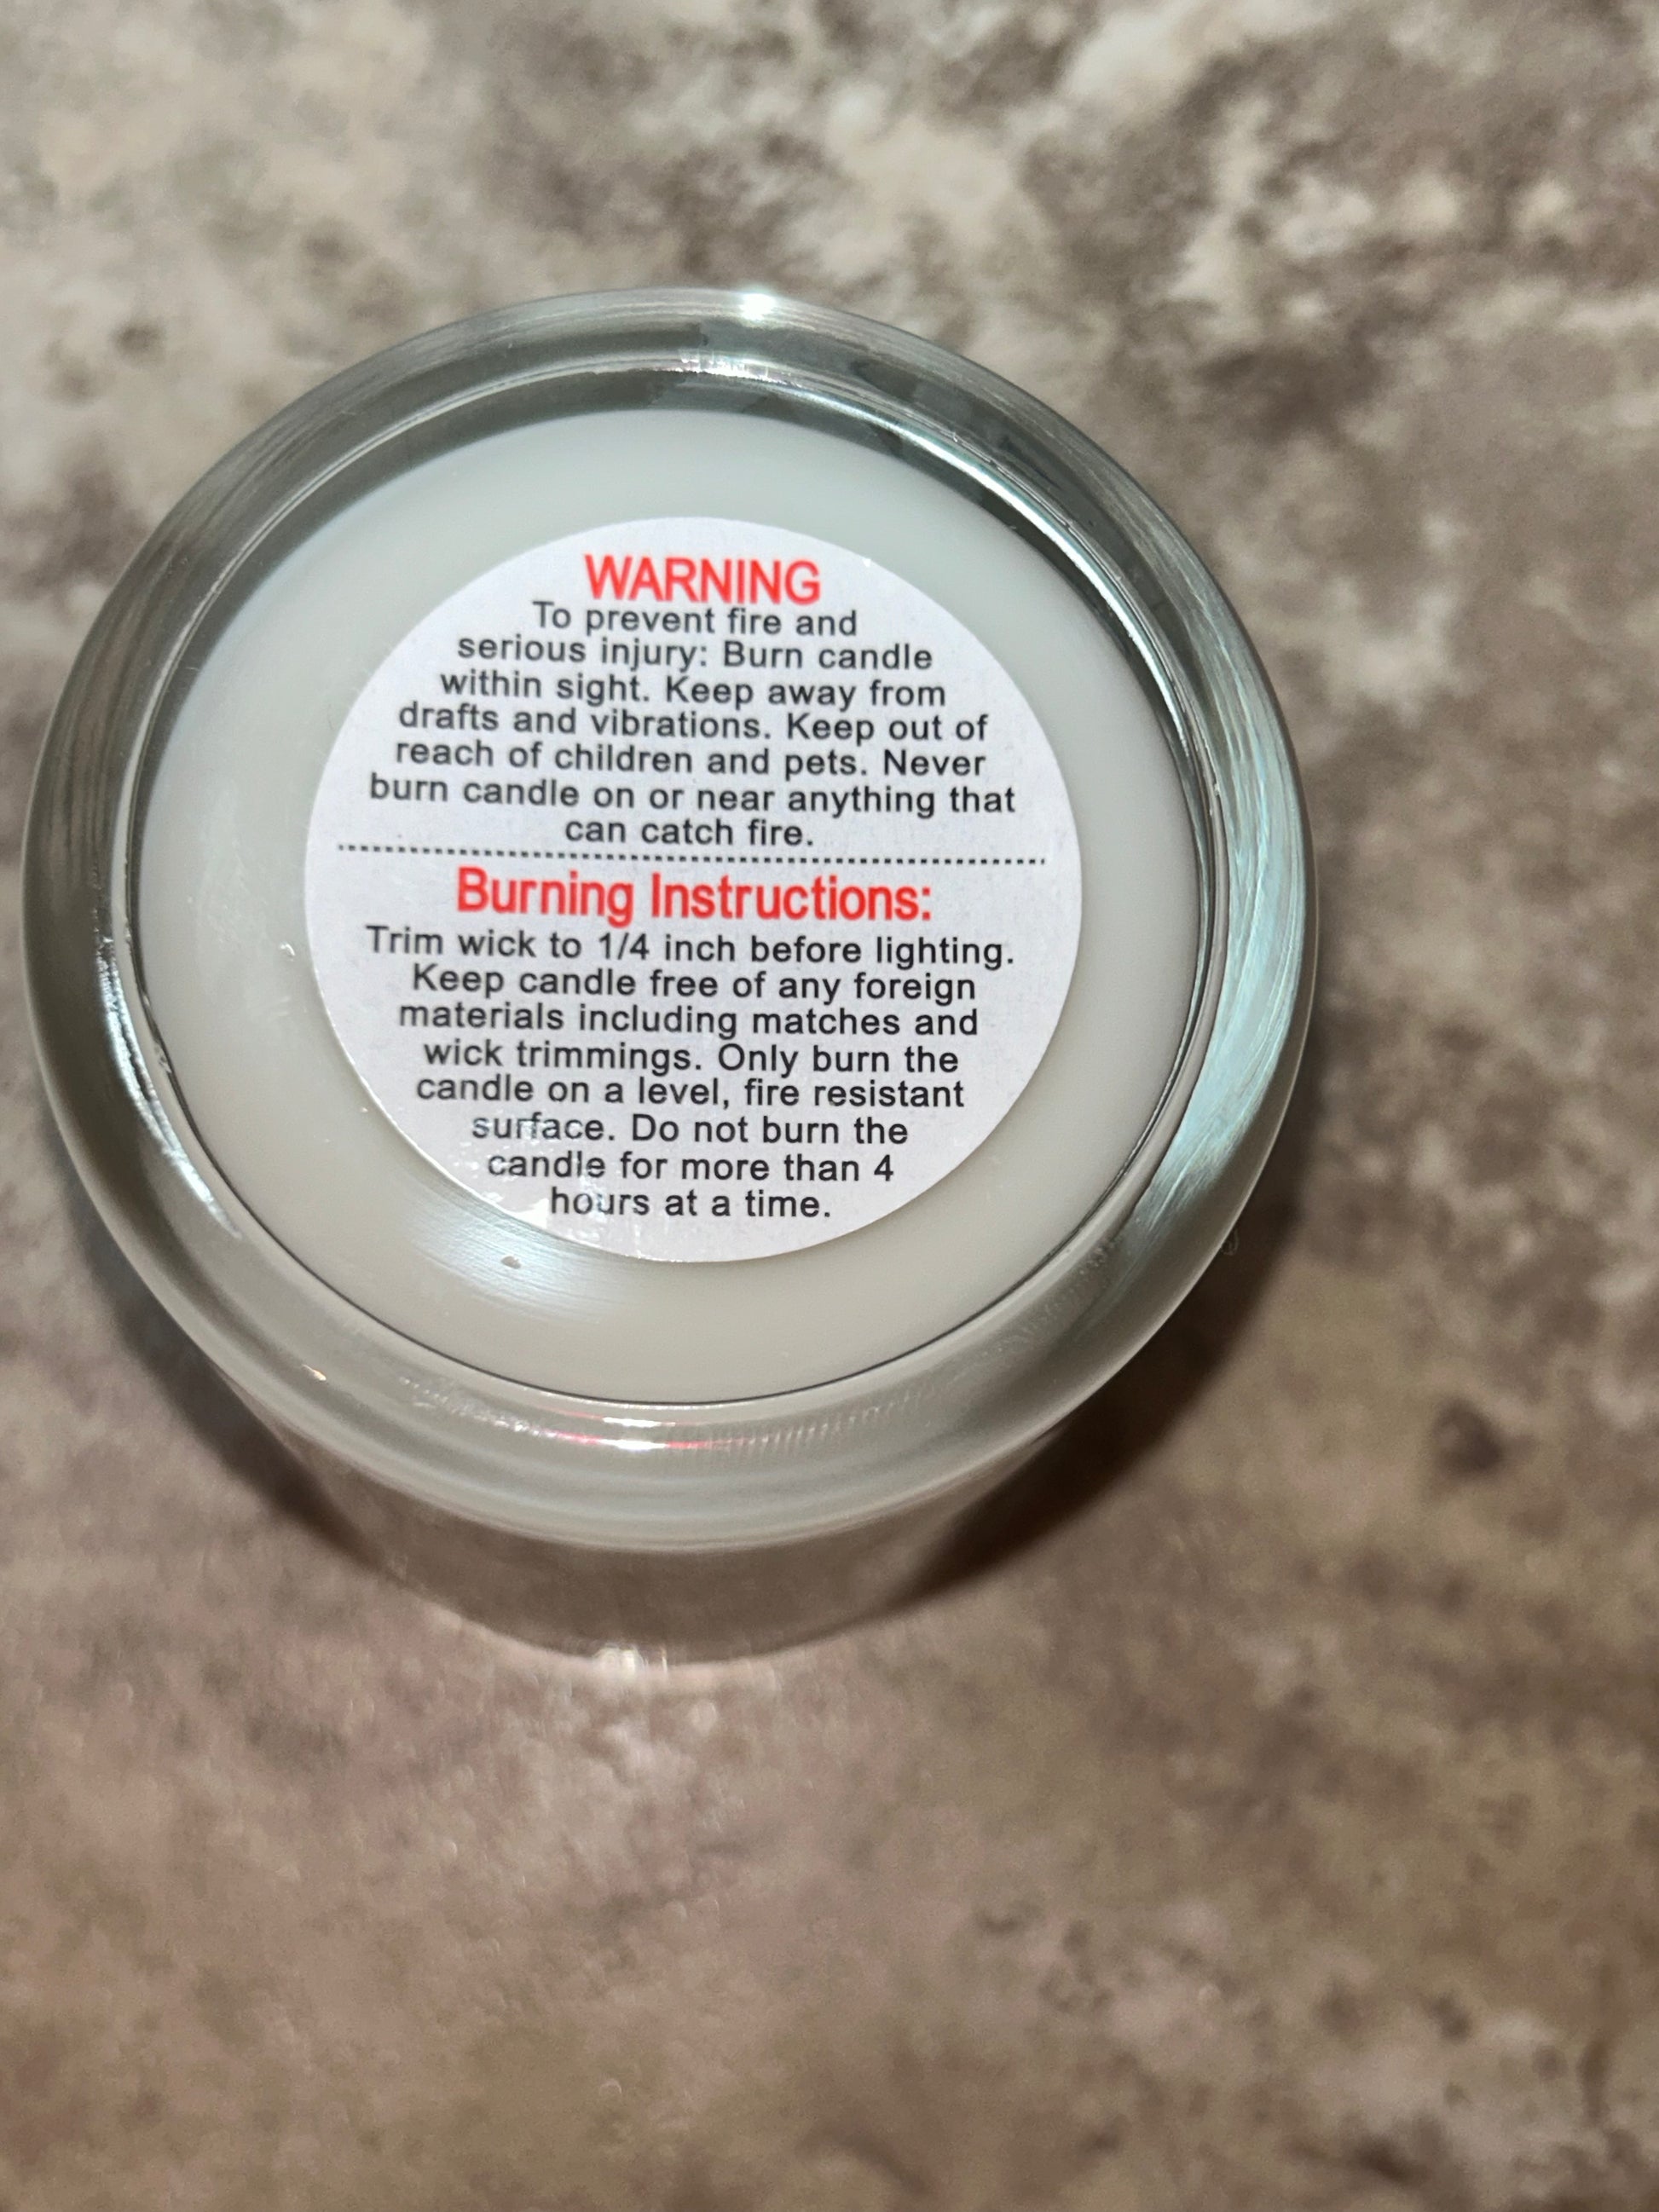 WARNING
To prevent fire and
serious injury: Burn candle
within sight. Keep away from
drafts and vibrations. Keep out of
reach of children and pets. Never
burn candle on or near anything that
can catch fire.
Burning Instructions:
Trim wick to 1/4 inch before lighting.
Keep candle free of any foreign
materials including matches and
wick trimmings. Only burn the
candle on a level, fire resistant
surface. Do not burn the
candle for more than 4
hours at a time.